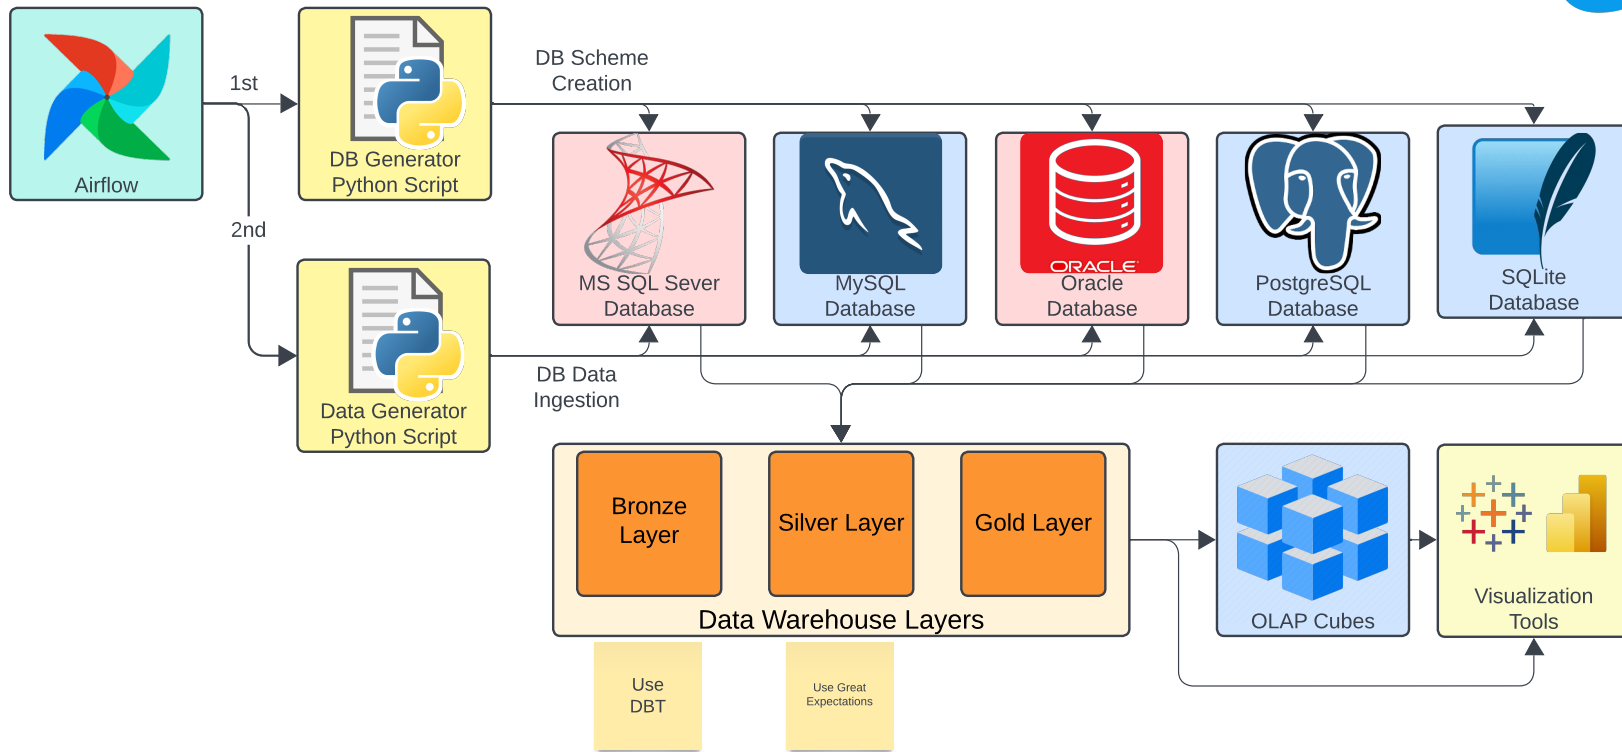 Airflow
1st
2nd
DB Generator
Python Script
Data Generator
Python Script
DB Scheme
Creation
MS SQL Sever
Database
MySQL
Database
ORACLE
Oracle
Database
PostgreSQL
Database
SQLite
Database
DB Data
Ingestion
Bronze
Layer
Silver Layer
Gold Layer
Data Warehouse Layers
OLAP Cubes
Visualization
Tools
Use
DBT
Use Great
Expectations